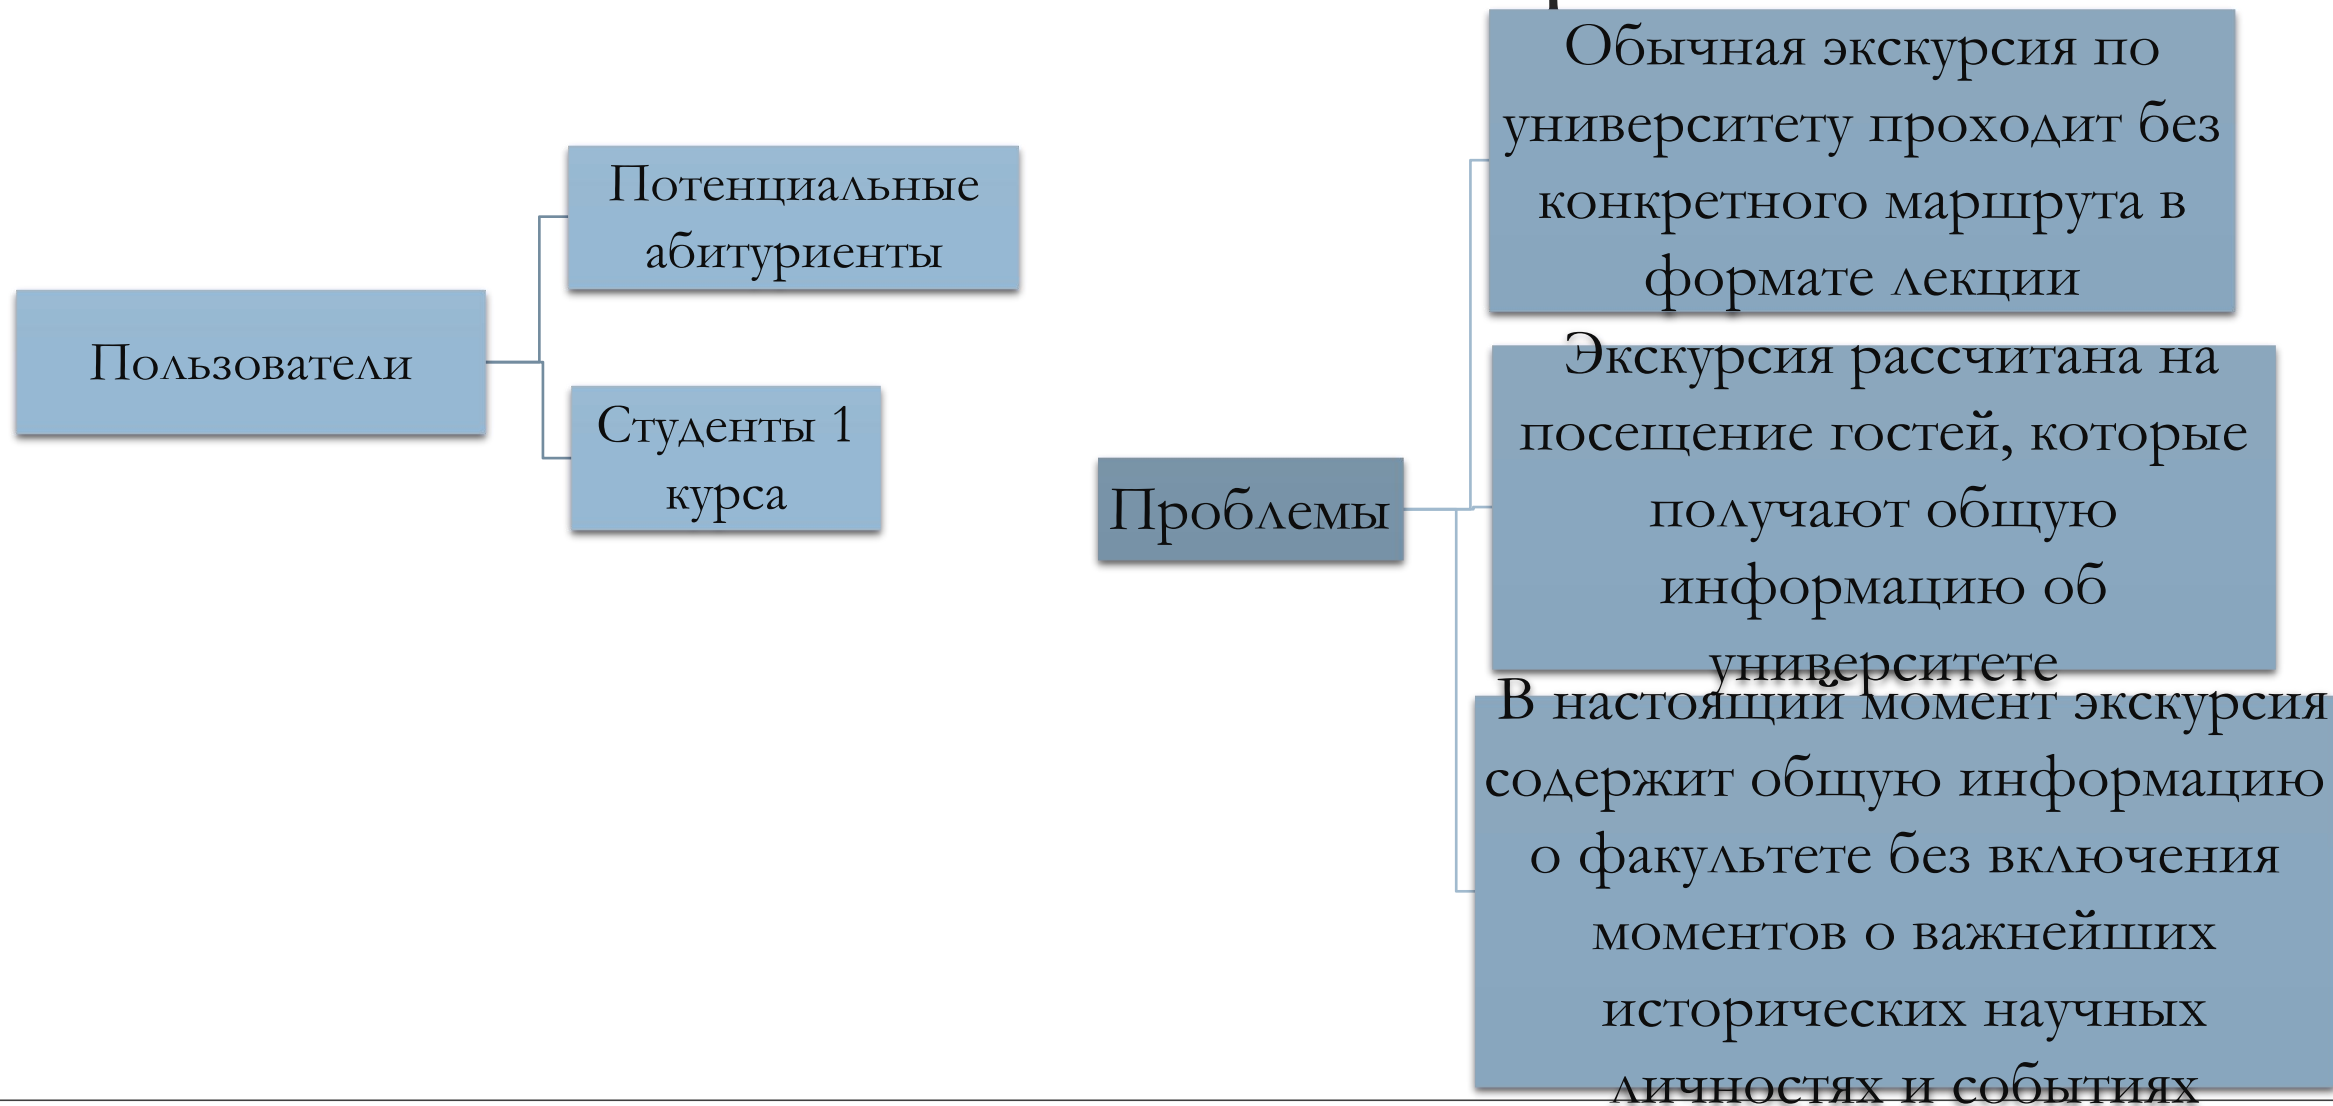 Пользователи
Потенциальные
абитуриенты
Студенты 1
курса
Проблемы
Обычная экскурсия по
университету проходит без
конкретного маршрута в
формате лекции
Экскурсия рассчитана на
посещение гостей, которые
получают общую
информацию об
университете
В настоящий момент экскурсия
содержит общую информацию
о факультете без включения
моментов о важнейших
исторических научных
личностях и событиях